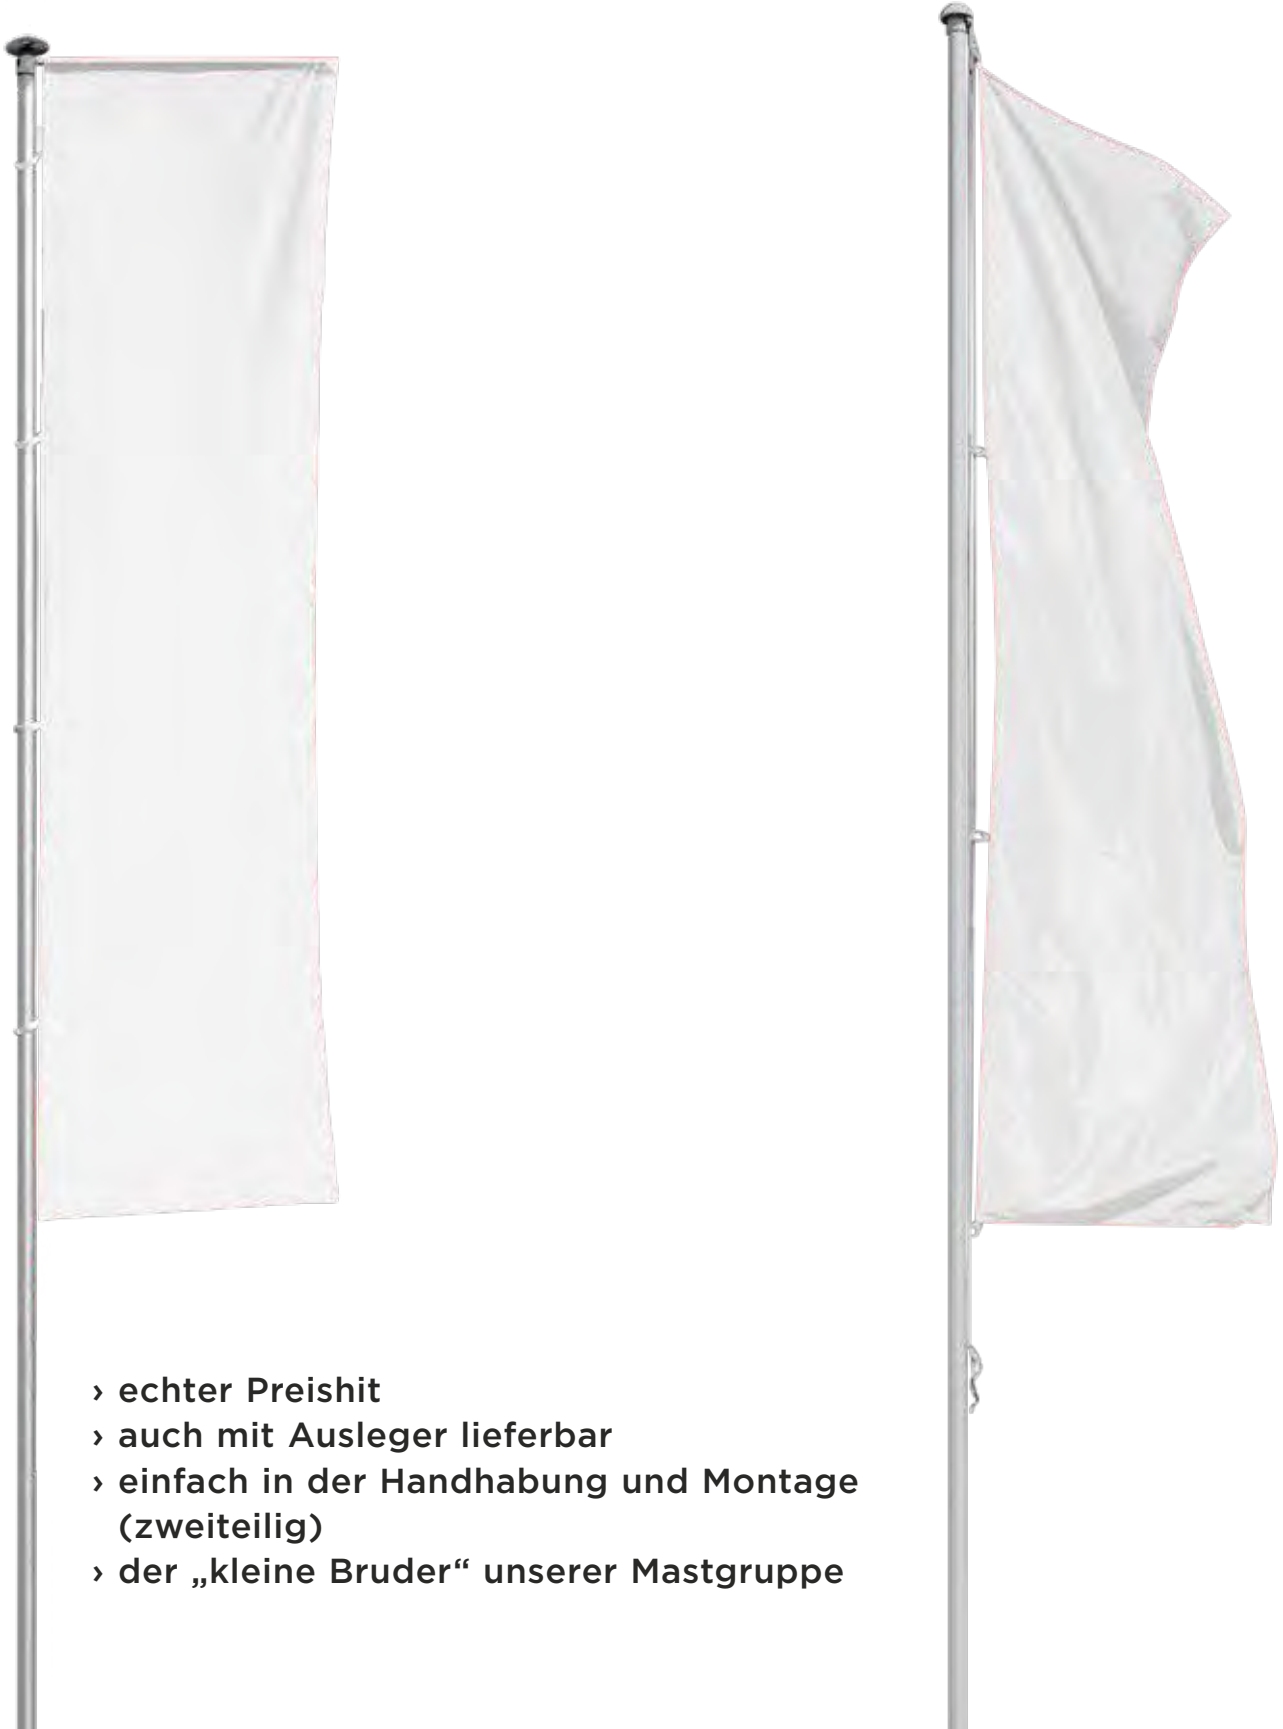 › echter Preishit
› auch mit Ausleger lieferbar
› einfach in der Handhabung und Montage
(zweiteilig)
› der „kleine Bruder“ unserer Mastgruppe